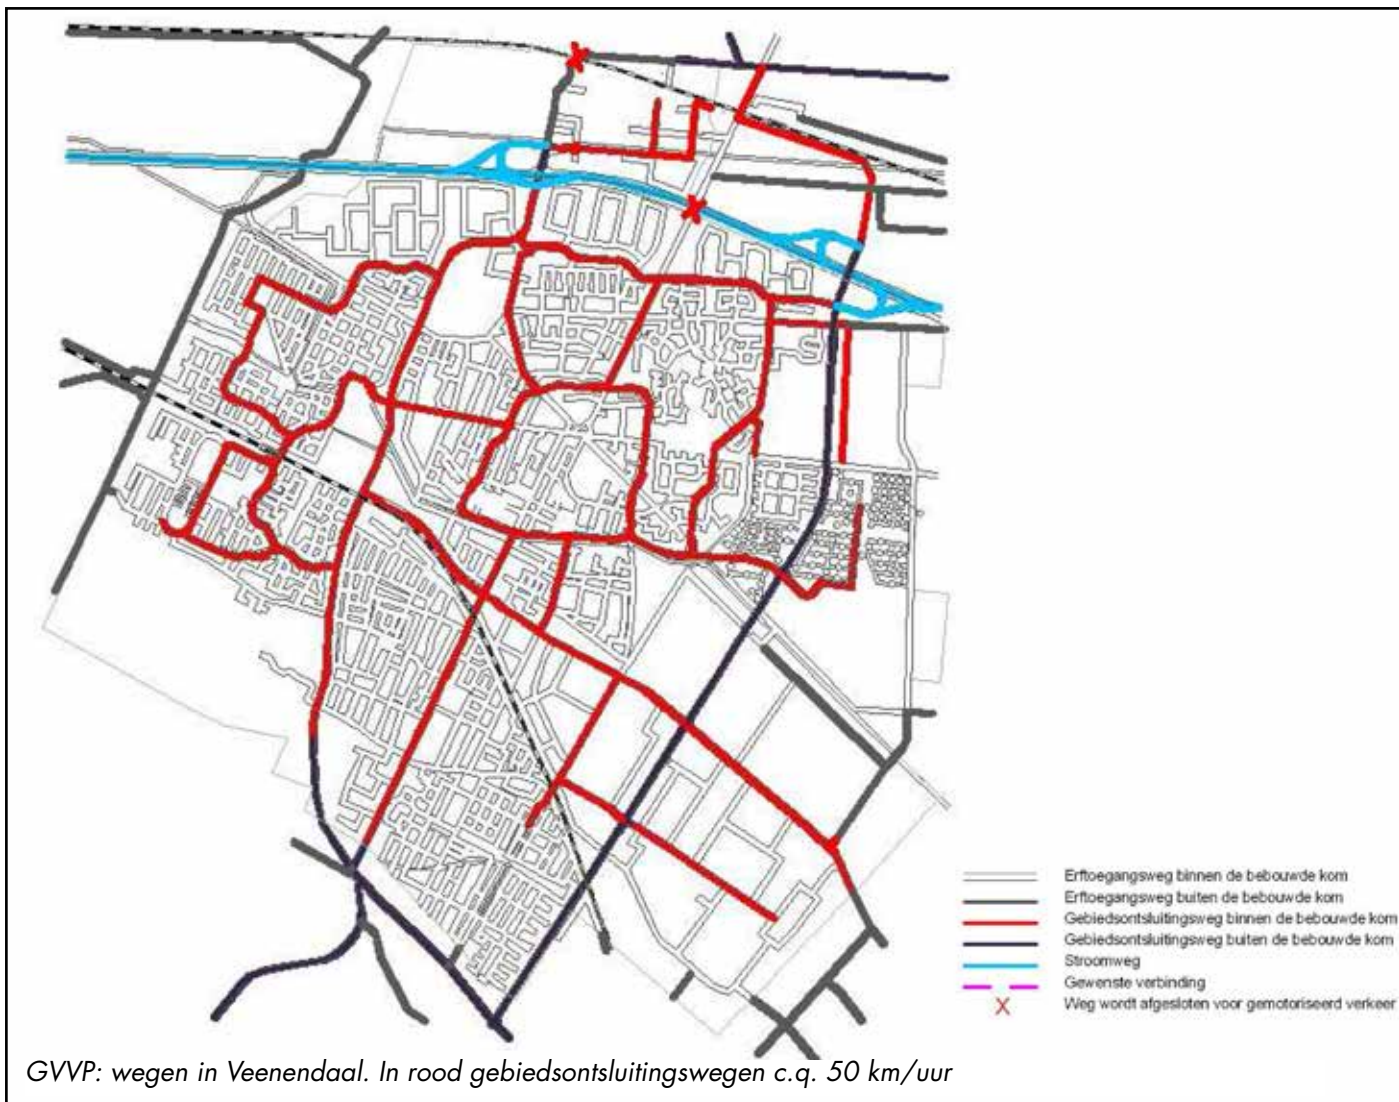 Erftoegangsweg binnen de bebouwde kom
Erftoegangsweg buiten de bebouwde kom
Gebiedsontsluitingsweg binnen de bebouwde kom
Gebiedsontsluitingsweg buiten de bebouwde kom
Stroomweg
Gewenste verbinding
X Weg wordt afgesloten voor gemotoriseerd verkeer
GVVP: wegen in Veenendaal. In rood gebiedsontsluitingswegen c.q. 50 km/uur